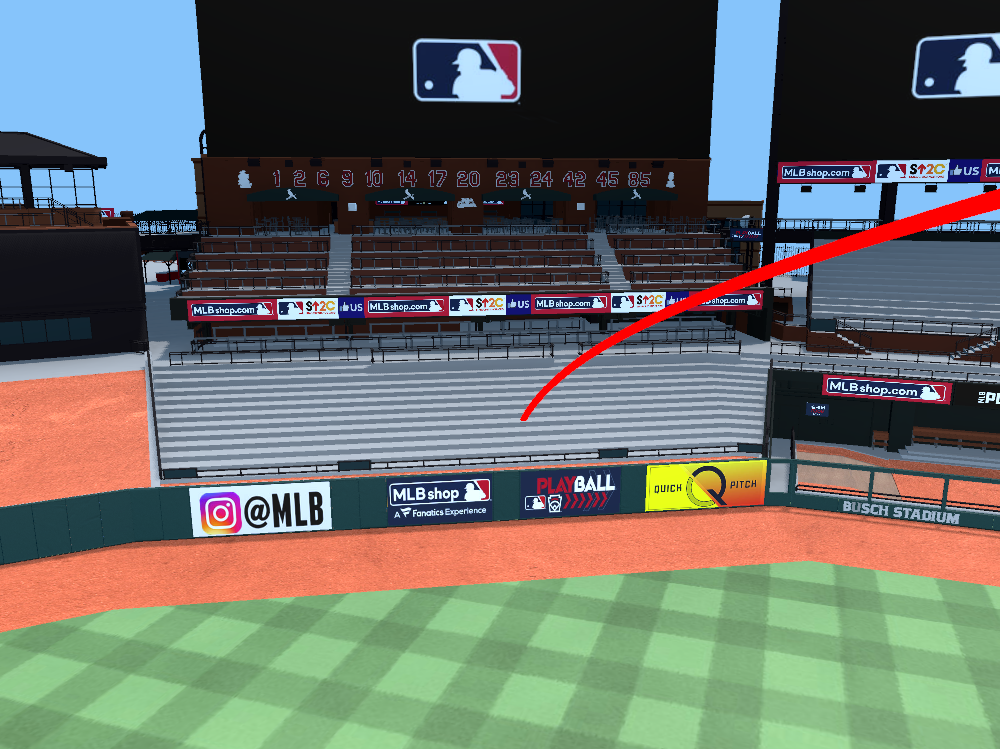 1 2 6 9 10 14 17 20 23 24 42 45 85
MLBshop.com S↑2C US
MLBshop.com S↑2C US MLBshop.com S↑2C US MLBshop.com S↑2C US MLBshop.com
MLBshop.com
@MLB
MLB shop
A Fanatics Experience
PLAY BALL
QUICK PITCH
BUSCH STADIUM